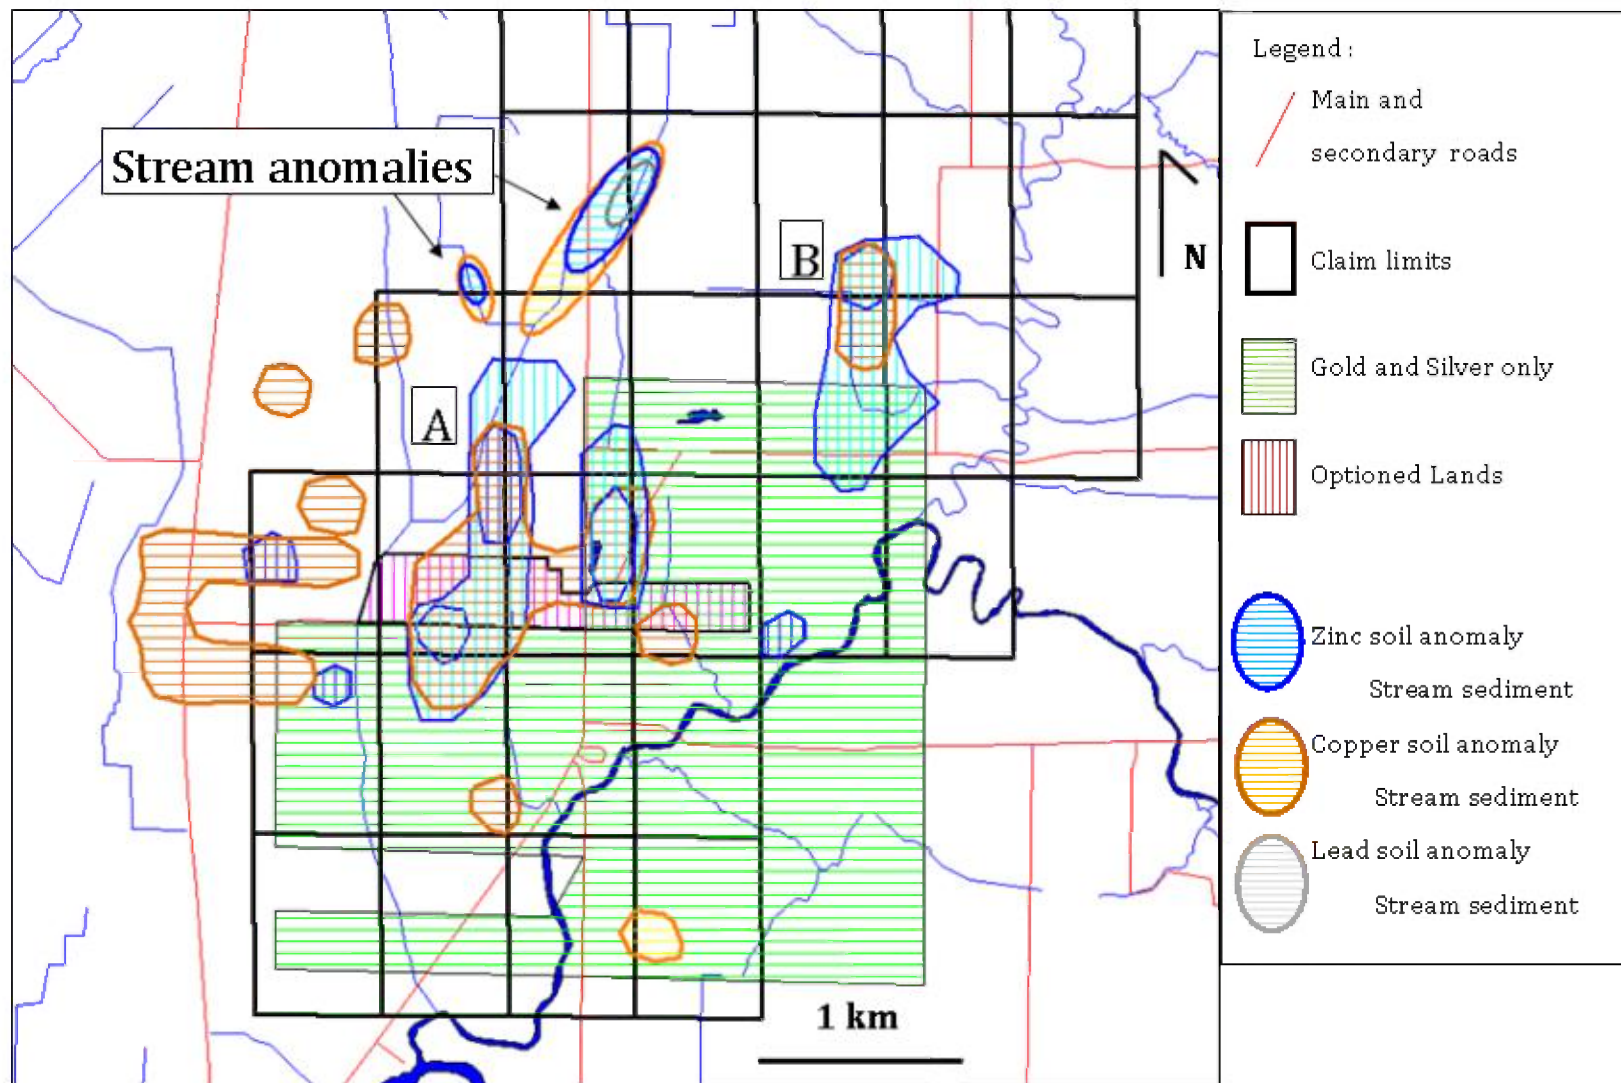 Stream anomalies
A
B
N
1 km
Legend :
Main and
secondary roads
Claim limits
Gold and Silver only
Optioned Lands
Zinc soil anomaly
Stream sediment
Copper soil anomaly
Stream sediment
Lead soil anomaly
Stream sediment